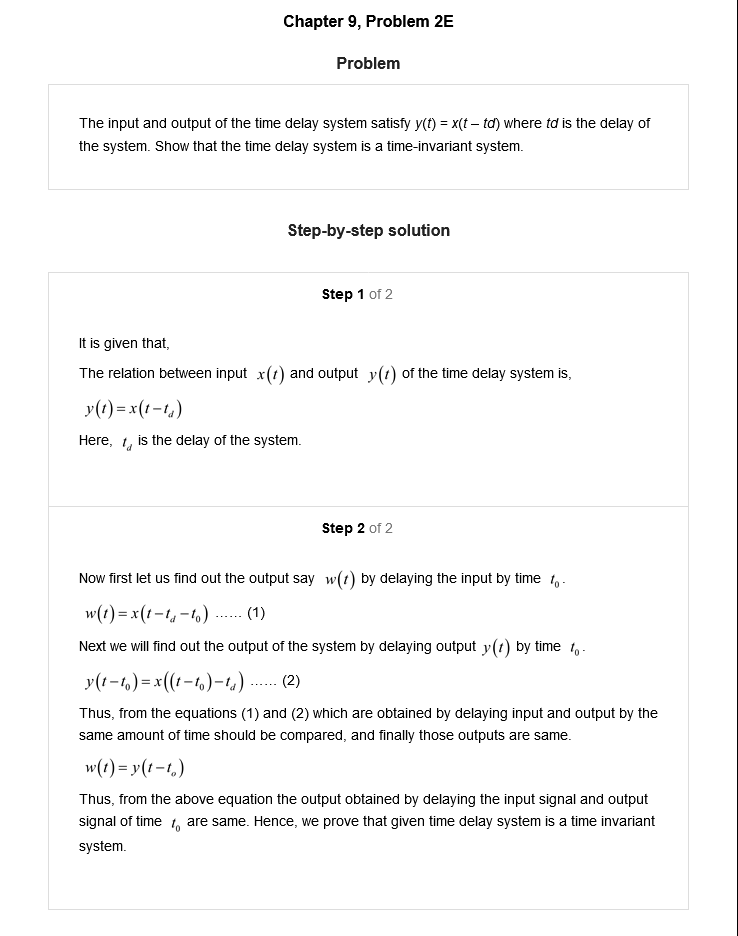 Chapter 9, Problem 2E
Problem
The input and output of the time delay system satisfy y(t) = x(t – td) where td is the delay of
the system. Show that the time delay system is a time-invariant system.
Step-by-step solution
Step 1 of 2
It is given that,
The relation between input x(t) and output y(t) of the time delay system is,
y(t) = x(t − t_d)
Here, t_d is the delay of the system.
Step 2 of 2
Now first let us find out the output say w(t) by delaying the input by time t_0.
w(t) = x(t − t_d − t_0) ...... (1)
Next we will find out the output of the system by delaying output y(t) by time t_0.
y(t − t_0) = x((t − t_0) − t_d) ...... (2)
Thus, from the equations (1) and (2) which are obtained by delaying input and output by the
same amount of time should be compared, and finally those outputs are same.
w(t) = y(t − t_o)
Thus, from the above equation the output obtained by delaying the input signal and output
signal of time t_0 are same. Hence, we prove that given time delay system is a time invariant
system.